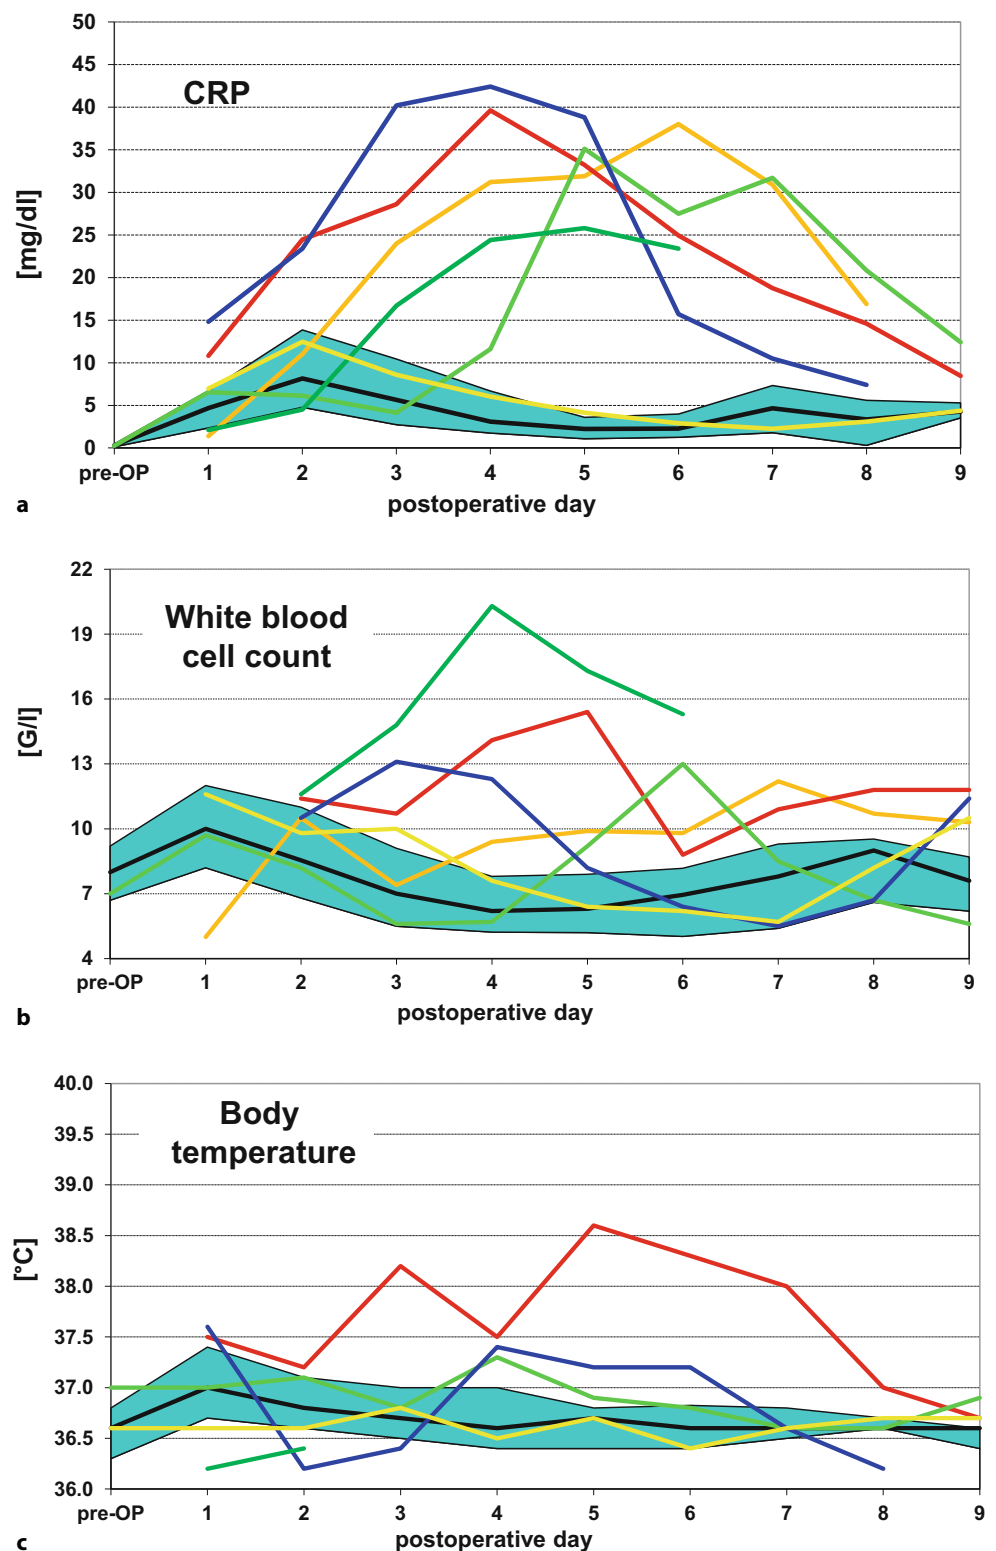 50
45
40
35
30
25
20
15
10
5
0
CRP
[mg/dl]
pre-OP 1 2 3 4 5 6 7 8 9
postoperative day
a
22
19
16
13
10
7
4
White blood
cell count
[G/l]
pre-OP 1 2 3 4 5 6 7 8 9
postoperative day
b
40.0
39.5
39.0
38.5
38.0
37.5
37.0
36.5
36.0
Body
temperature
[°C]
pre-OP 1 2 3 4 5 6 7 8 9
postoperative day
c